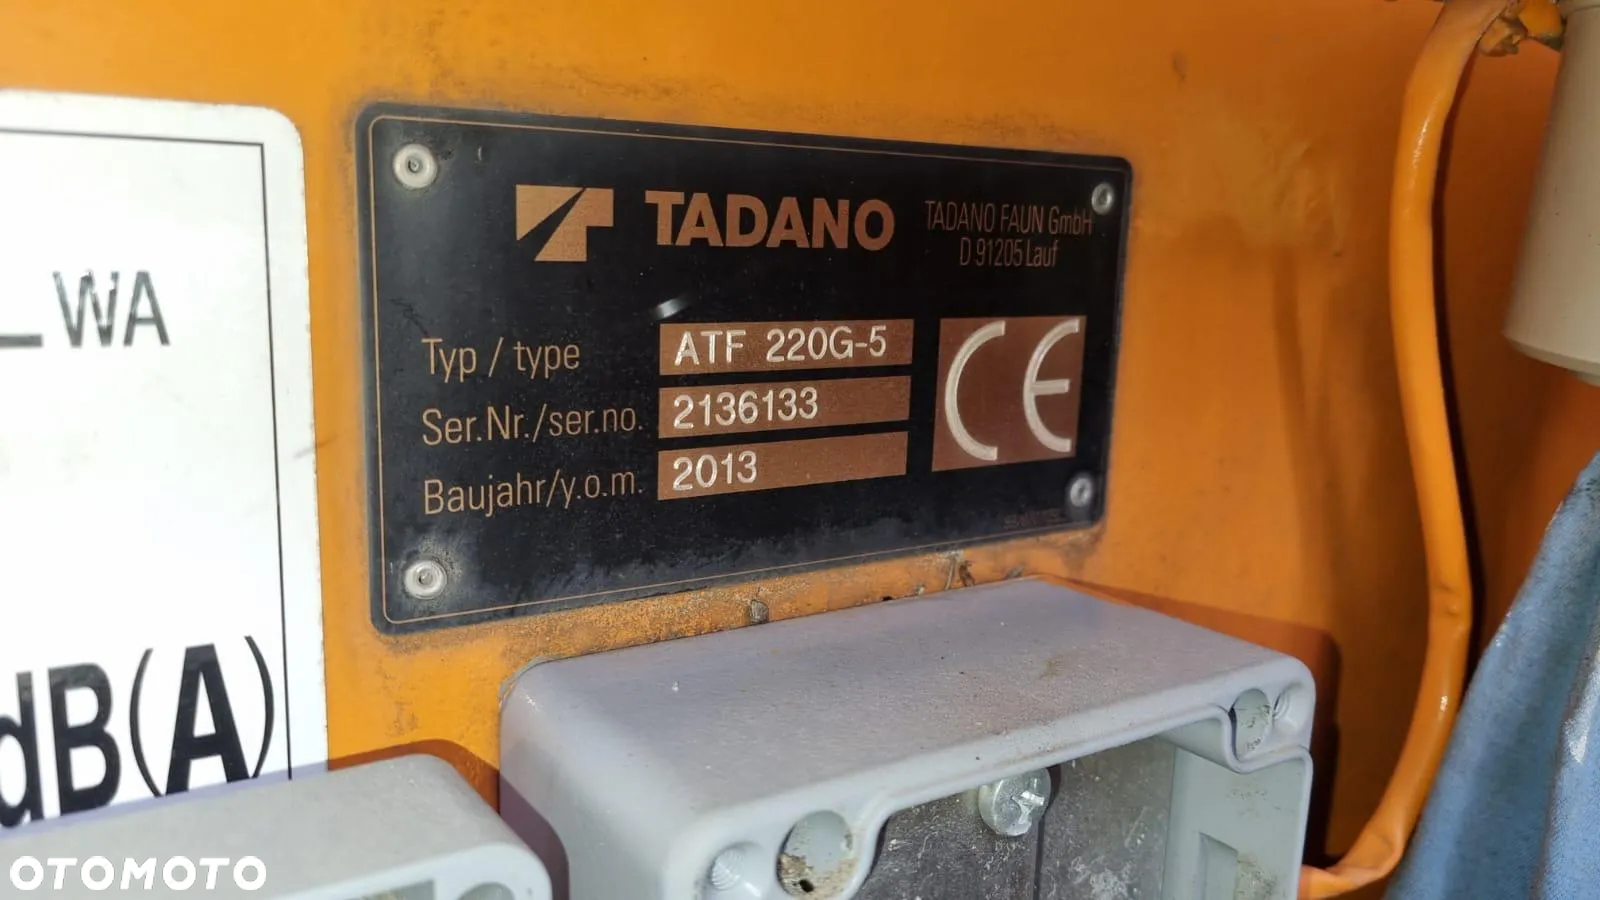 TADANO
TADANO FAUN GmbH
D 91205 Lauf
Typ / type ATF 220G-5
Ser.Nr./ser.no. 2136133
Baujahr/y.o.m. 2013
CE
WA
dB(A)
OTOMOTO